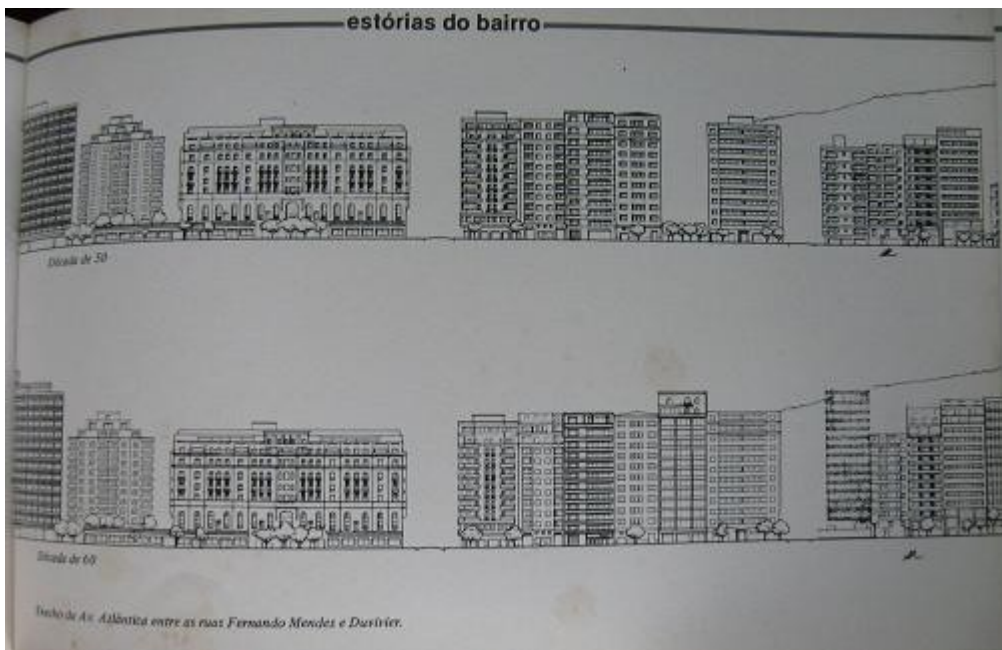 estórias do bairro
Década de 50
Década de 60
Trecho da Av. Atlântica entre as ruas Fernando Mendes e Duvivier.